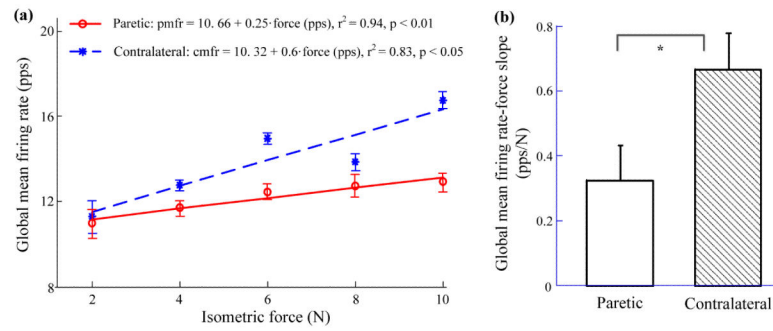 (a)
Paretic: pmfr = 10. 66 + 0.25·force (pps), r² = 0.94, p < 0.01
Contralateral: cmfr = 10. 32 + 0.6·force (pps), r² = 0.83, p < 0.05
Global mean firing rate (pps)
20
16
12
8
2 4 6 8 10
Isometric force (N)
(b)
Global mean firing rate-force slope
(pps/N)
0.8
0.6
0.4
0.2
0
*
Paretic Contralateral